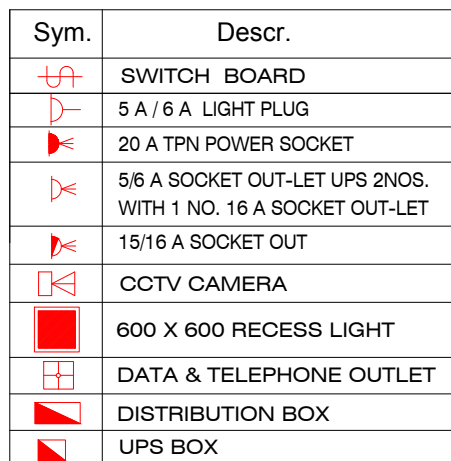 Sym. Descr.
SWITCH BOARD
5 A / 6 A LIGHT PLUG
20 A TPN POWER SOCKET
5/6 A SOCKET OUT-LET UPS 2NOS.
WITH 1 NO. 16 A SOCKET OUT-LET
15/16 A SOCKET OUT
CCTV CAMERA
600 X 600 RECESS LIGHT
DATA & TELEPHONE OUTLET
DISTRIBUTION BOX
UPS BOX